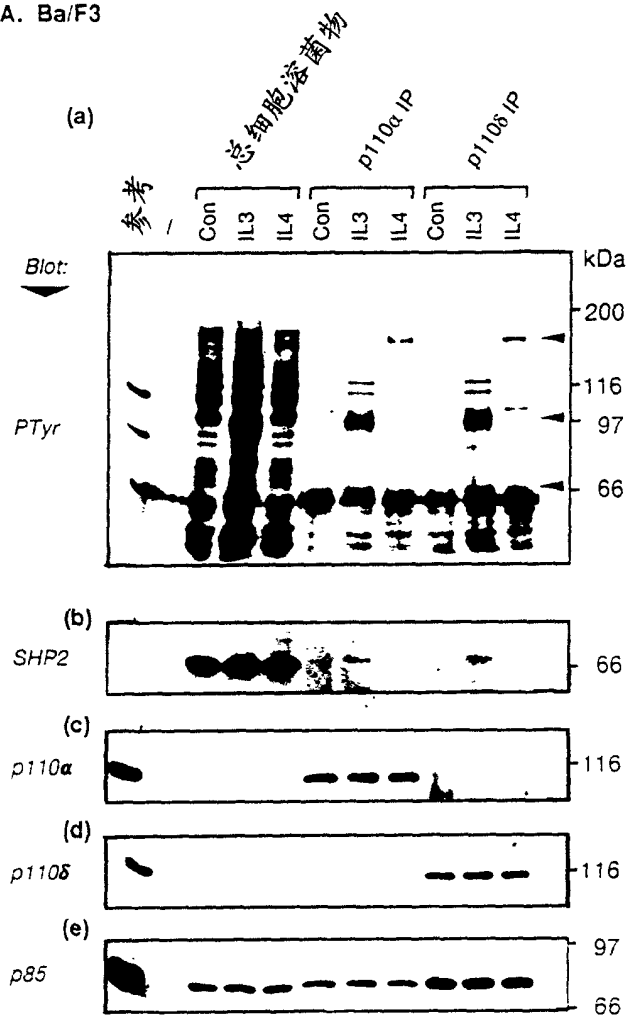 A. Ba/F3
(a)
总细胞溶菌物
p110α IP
p110δ IP
参考
Con IL3 IL4 Con IL3 IL4 Con IL3 IL4
Blot:
kDa
200
116
PTyr
97
66
(b)
SHP2
66
(c)
p110α
116
(d)
p110δ
116
(e)
97
p85
66